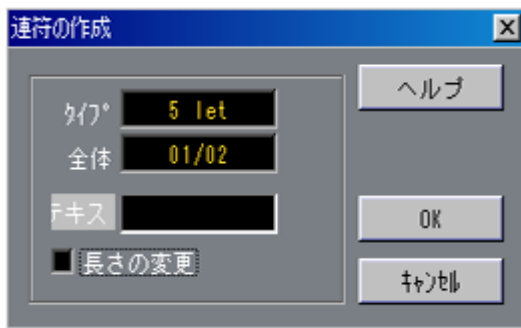 連符の作成
ヘルプ
ﾀｲﾌﾟ 5 let
全体 01/02
テキス
長さの変更
OK
ｷｬﾝｾﾙ